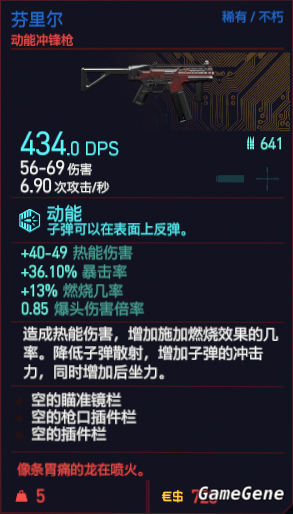 芬里尔
稀有 / 不朽
动能冲锋枪
434.0 DPS
641
56-69 伤害
6.90 次攻击/秒
动能
子弹可以在表面上反弹。
+40-49 热能伤害
+36.10% 暴击率
+13% 燃烧几率
0.85 爆头伤害倍率
造成热能伤害，增加施加燃烧效果的几
率。降低子弹散射，增加子弹的冲击
力，同时增加后坐力。
空的瞄准镜栏
空的枪口插件栏
空的插件栏
像条胃痛的龙在喷火。
5
€$
GameGene